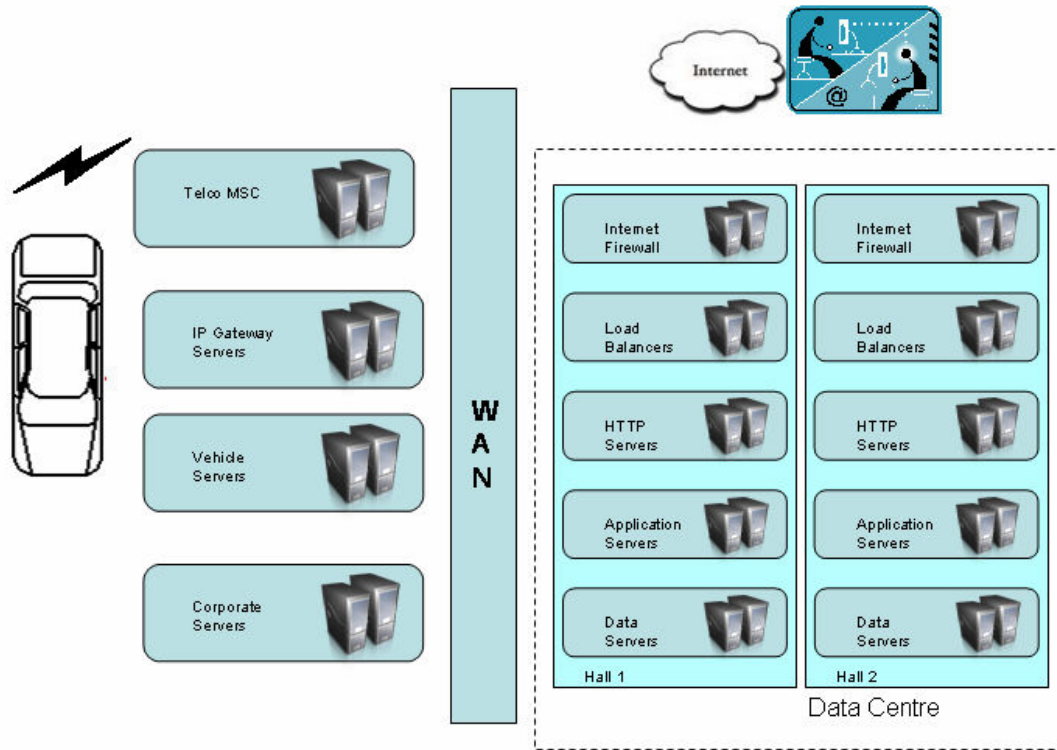 Internet
@
Telco MSC
IP Gateway
Servers
Vehicle
Servers
Corporate
Servers
W
A
N
Internet
Firewall
Load
Balancers
HTTP
Servers
Application
Servers
Data
Servers
Hall 1
Internet
Firewall
Load
Balancers
HTTP
Servers
Application
Servers
Data
Servers
Hall 2
Data Centre